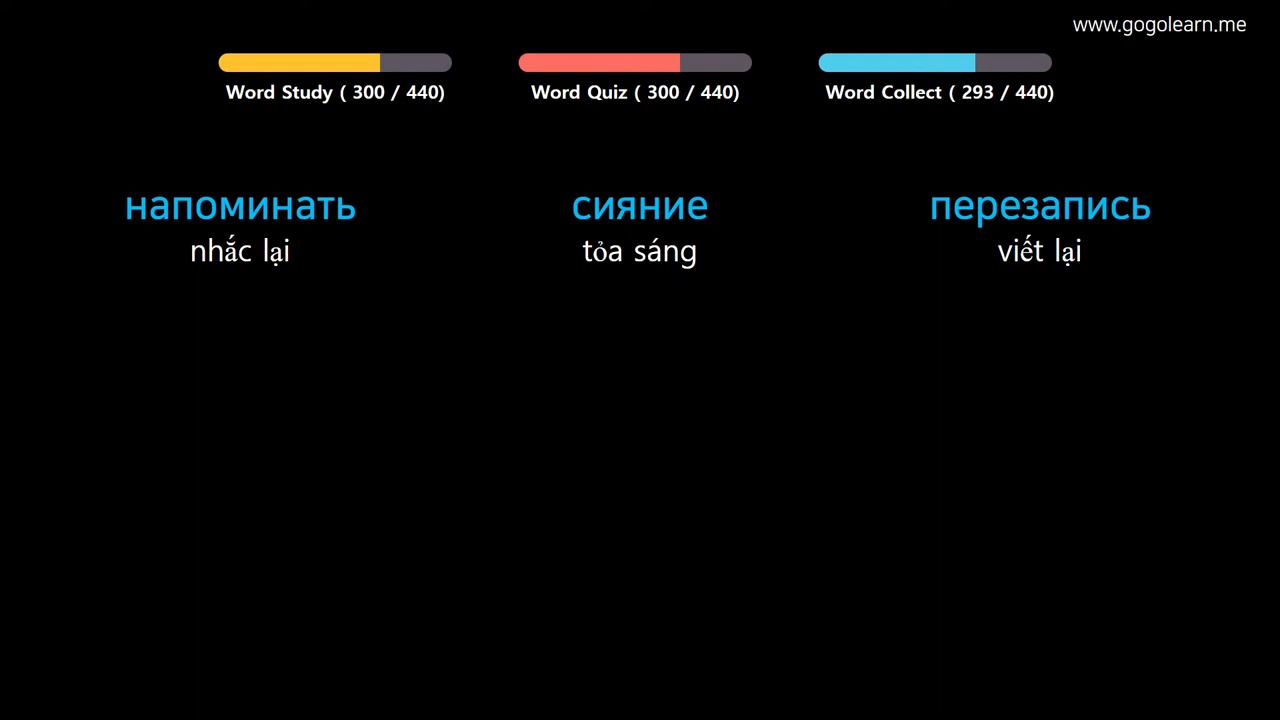 www.gogolearn.me
Word Study ( 300 / 440)
Word Quiz ( 300 / 440)
Word Collect ( 293 / 440)
напоминать
nhắc lại
сияние
tỏa sáng
перезапись
viết lại